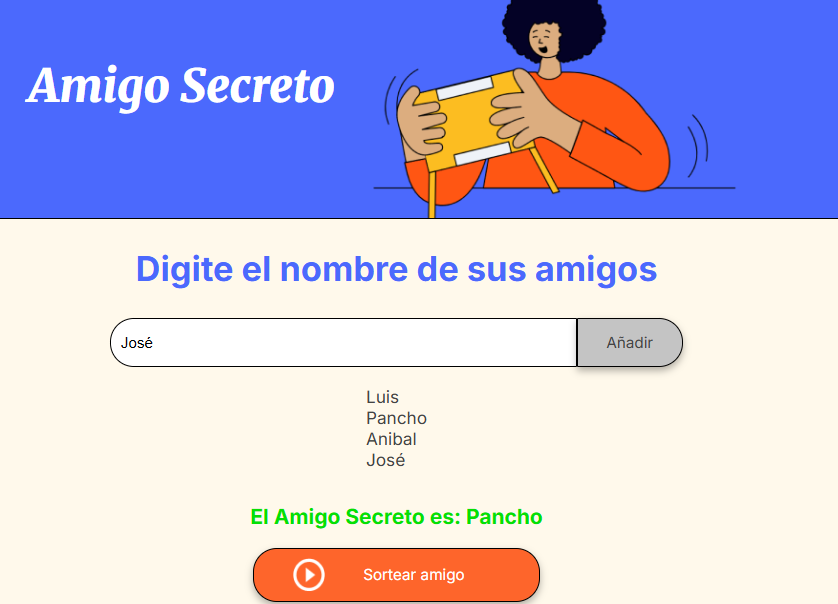 Amigo Secreto
Digite el nombre de sus amigos
José
Añadir
Luis
Pancho
Anibal
José
El Amigo Secreto es: Pancho
Sortear amigo